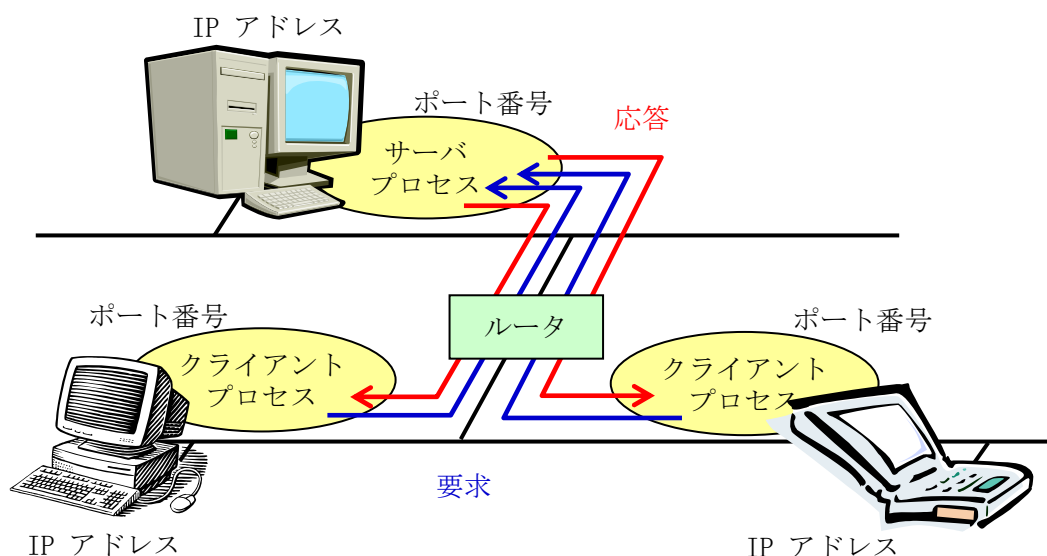 IP アドレス
ポート番号
応答
サーバ
プロセス
ポート番号
ルータ
ポート番号
クライアント
プロセス
クライアント
プロセス
要求
IP アドレス
IP アドレス